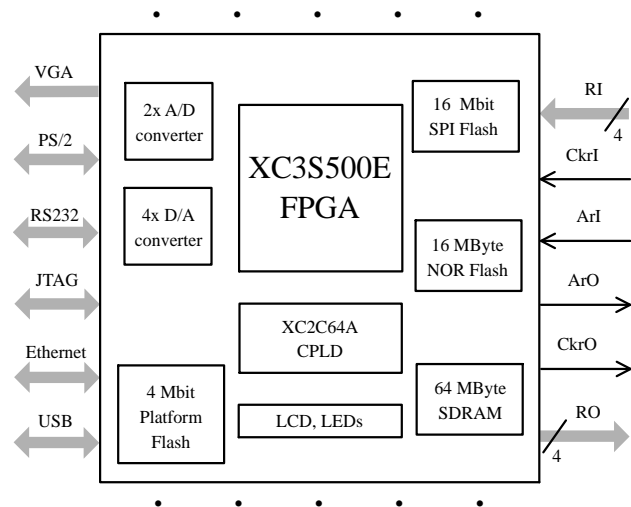 VGA
PS/2
RS232
JTAG
Ethernet
USB
2x A/D
converter
4x D/A
converter
4 Mbit
Platform
Flash
XC3S500E
FPGA
XC2C64A
CPLD
LCD, LEDs
16 Mbit
SPI Flash
16 MByte
NOR Flash
64 MByte
SDRAM
RI
4
CkrI
ArI
ArO
CkrO
RO
4